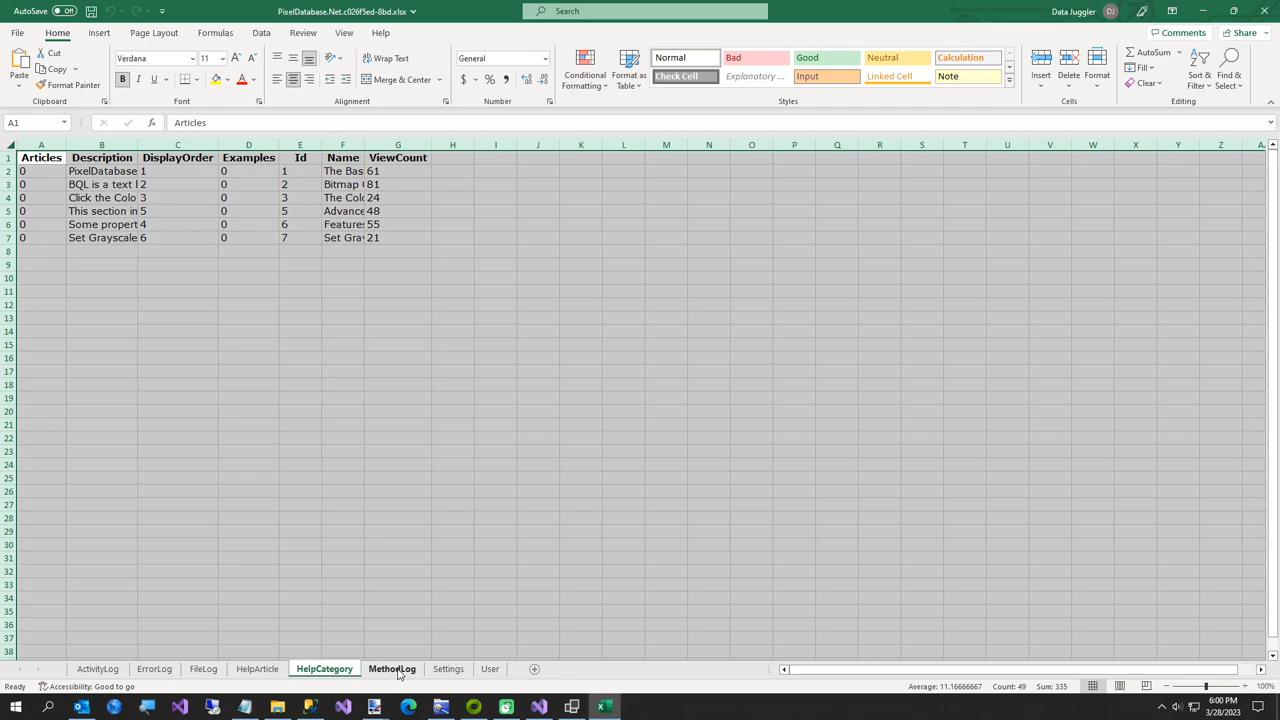 AutoSave Off PixelDatabase.Net.c026f5ed-8bd.xlsx Search Data Juggler DJ
File Home Insert Page Layout Formulas Data Review View Help Comments Share
Paste Cut Copy Format Painter Clipboard
Verdana 11 B I U Font
Wrap Text Merge & Center Alignment
General $ % Number
Conditional Formatting Format as Table
Normal Bad Good Neutral Calculation
Check Cell Explanatory ... Input Linked Cell Note
Styles
Insert Delete Format Cells
AutoSum Fill Clear Sort & Filter Find & Select Editing
A1 fx Articles
A B C D E F G H I J K L M N O P Q R S T U V W X Y Z
1 Articles Description DisplayOrder Examples Id Name ViewCount
2 0 PixelDatabase 1 0 1 The Bas 61
3 0 BQL is a text 2 0 2 Bitmap 81
4 0 Click the Colo 3 0 3 The Colo 24
5 0 This section in 5 0 5 Advance 48
6 0 Some propert 4 0 6 Features 55
7 0 Set Grayscale 6 0 7 Set Gray 21
8
9
10
11
12
13
14
15
16
17
18
19
20
21
22
23
24
25
26
27
28
29
30
31
32
33
34
35
36
37
38
ActivityLog ErrorLog FileLog HelpArticle HelpCategory MethodLog Settings User
Ready Accessibility: Good to go Average: 11.16666667 Count: 49 Sum: 335 100%
6:00 PM
3/28/2023